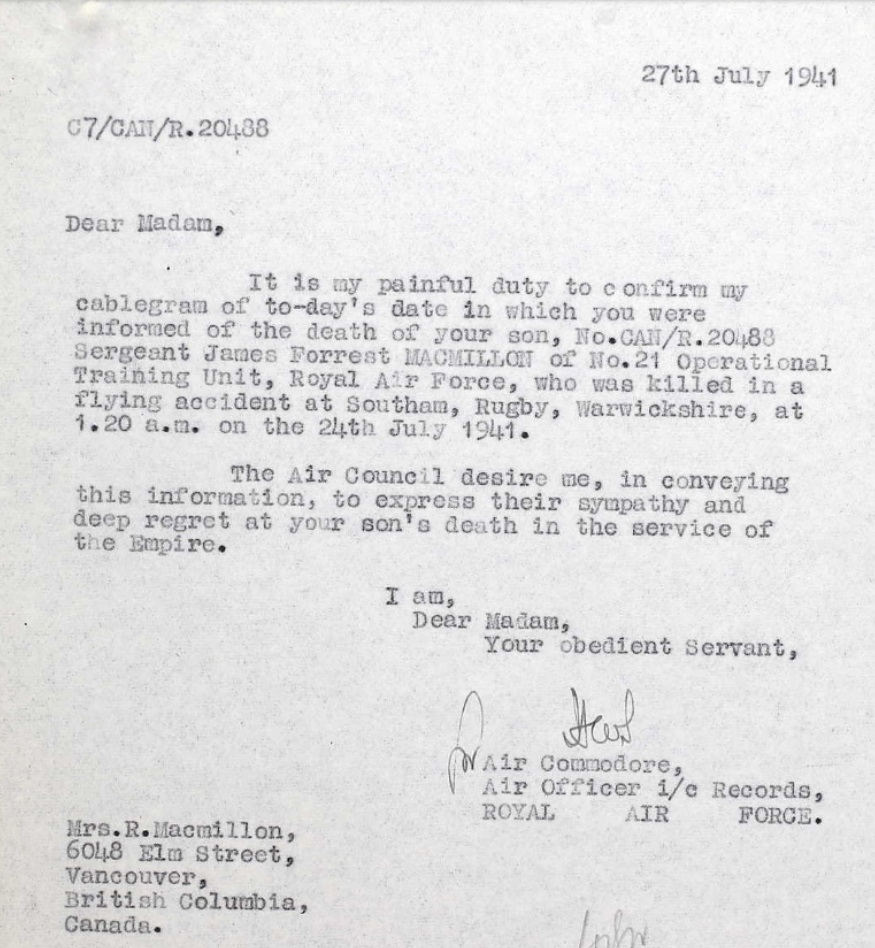 27th July 1941
C7/CAN/R.20488
Dear Madam,
It is my painful duty to confirm my
cablegram of to-day's date in which you were
informed of the death of your son, No.CAN/R.20488
Sergeant James Forrest MACMILLON of No.21 Operational
Training Unit, Royal Air Force, who was killed in a
flying accident at Southam, Rugby, Warwickshire, at
1.20 a.m. on the 24th July 1941.
The Air Council desire me, in conveying
this information, to express their sympathy and
deep regret at your son's death in the service of
the Empire.
I am,
Dear Madam,
Your obedient Servant,
for
Air Commodore,
Air Officer i/c Records,
ROYAL AIR FORCE.
Mrs.R.Macmillon,
6048 Elm Street,
Vancouver,
British Columbia,
Canada.